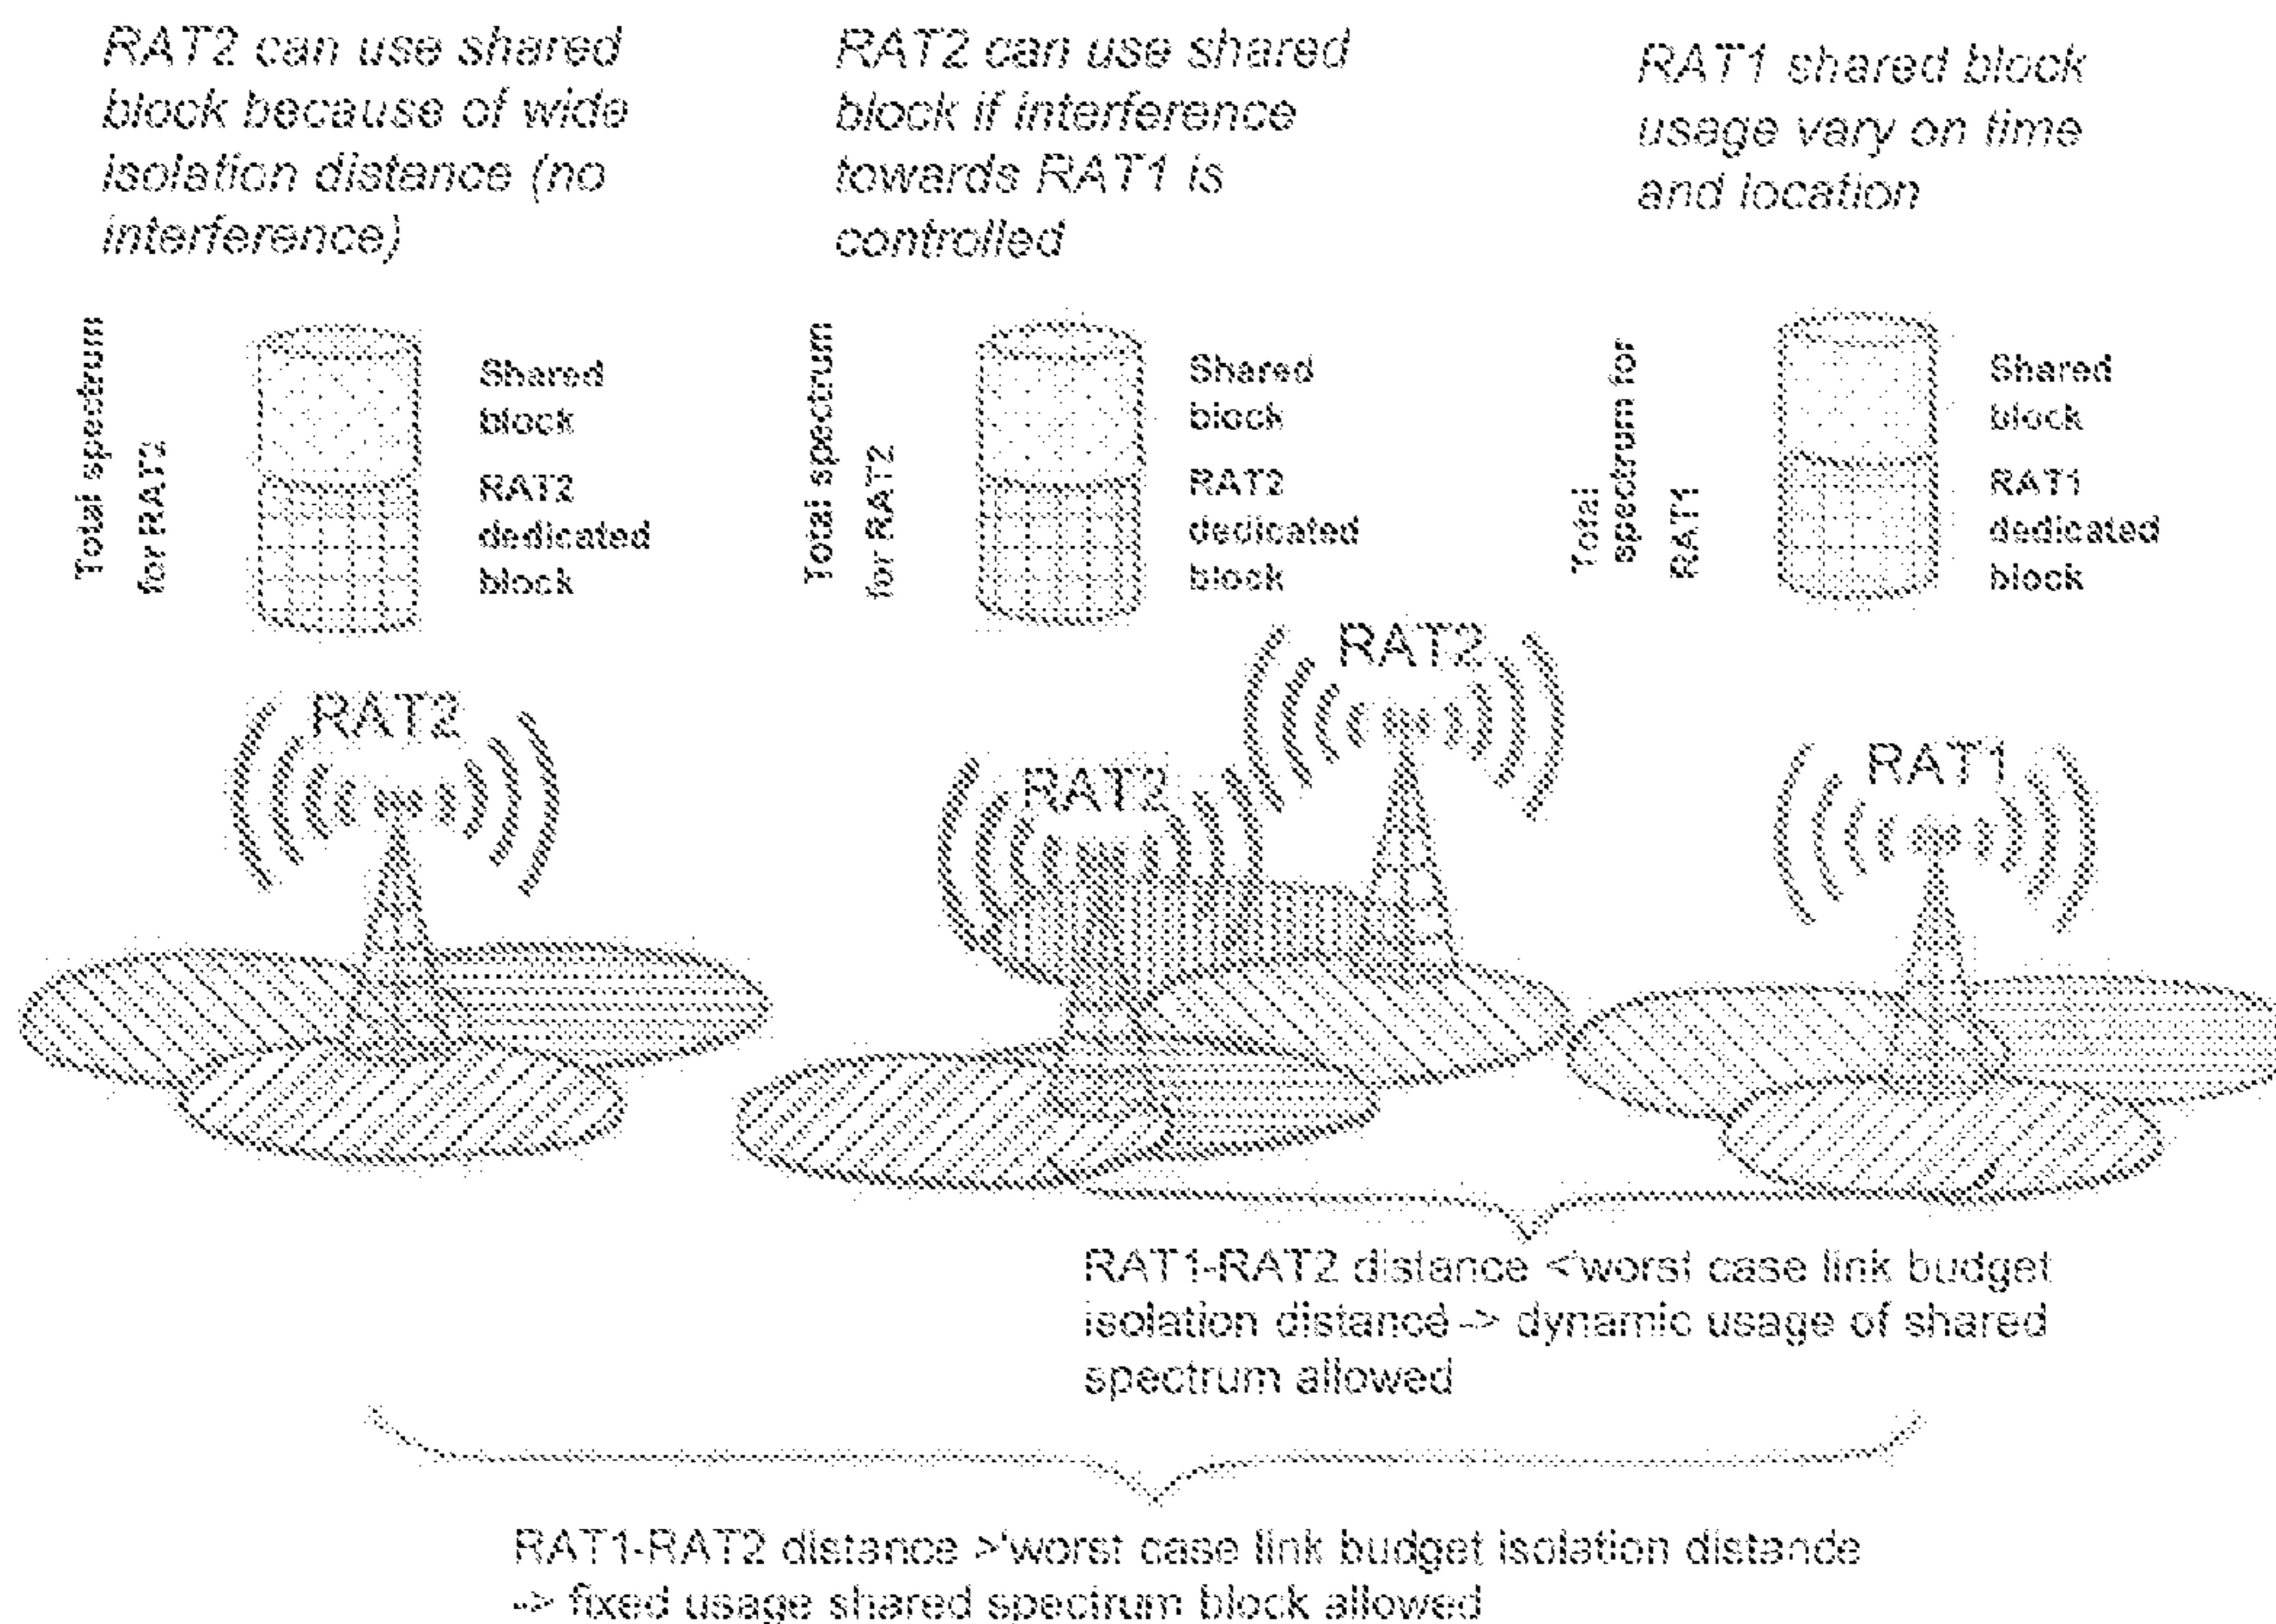 RAT2 can use shared
block because of wide
isolation distance (no
interference)
RAT2 can use shared
block if interference
towards RAT1 is
controlled
RAT1 shared block
usage vary on time
and location
Total spectrum
for RAT2
Shared
block
RAT2
dedicated
block
Total spectrum
for RAT2
Shared
block
RAT2
dedicated
block
Total
spectrum for
RAT1
Shared
block
RAT1
dedicated
block
RAT2
RAT2
RAT2
RAT1
RAT1-RAT2 distance <'worst case link budget
isolation distance -> dynamic usage of shared
spectrum allowed
RAT1-RAT2 distance >'worst case link budget isolation distance
-> fixed usage shared spectrum block allowed